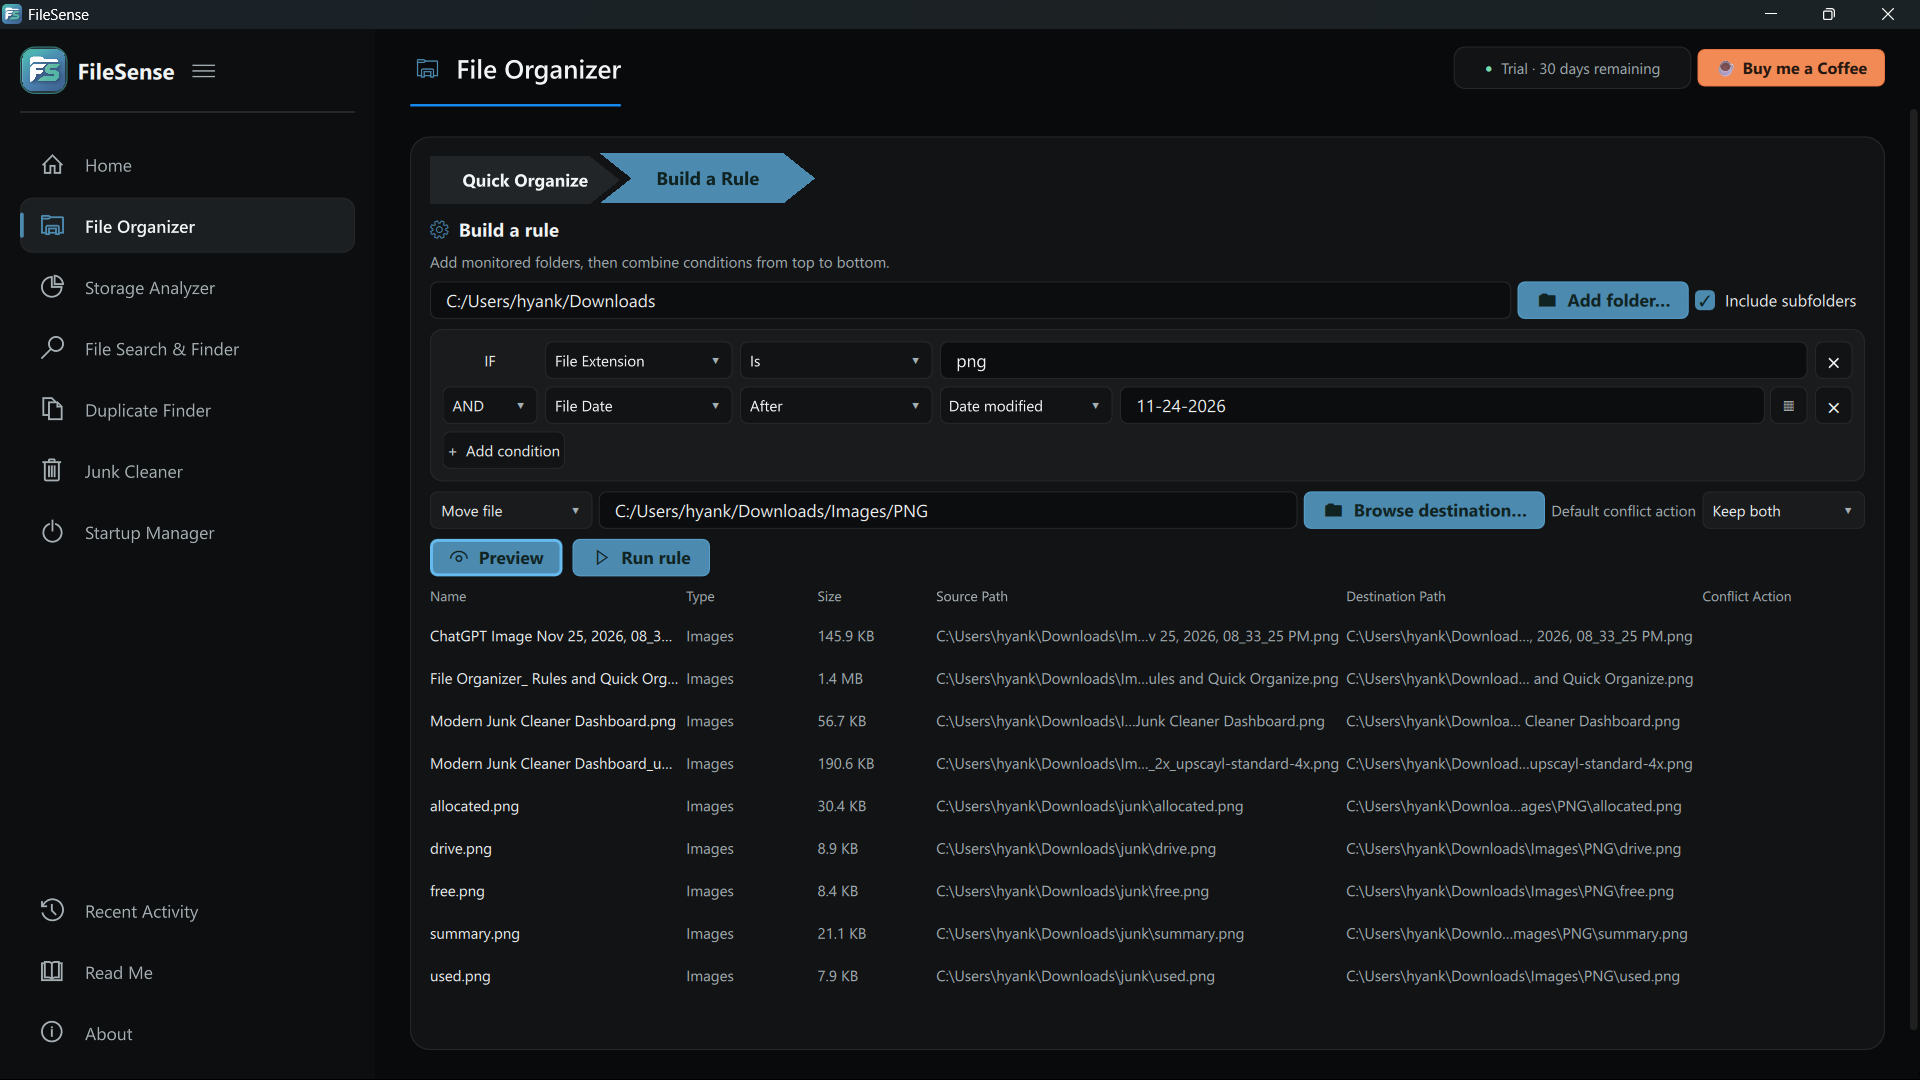 FileSense
FileSense
File Organizer
Trial · 30 days remaining
Buy me a Coffee
Home
File Organizer
Storage Analyzer
File Search & Finder
Duplicate Finder
Junk Cleaner
Startup Manager
Recent Activity
Read Me
About
Quick Organize
Build a Rule
Build a rule
Add monitored folders, then combine conditions from top to bottom.
C:/Users/hyank/Downloads
Add folder...
Include subfolders
IF File Extension Is png
AND File Date After Date modified 11-24-2026
+ Add condition
Move file C:/Users/hyank/Downloads/Images/PNG Browse destination... Default conflict action Keep both
Preview Run rule
Name Type Size Source Path Destination Path Conflict Action
ChatGPT Image Nov 25, 2026, 08_3... Images 145.9 KB C:\Users\hyank\Downloads\Im...v 25, 2026, 08_33_25 PM.png C:\Users\hyank\Download..., 2026, 08_33_25 PM.png
File Organizer_ Rules and Quick Org... Images 1.4 MB C:\Users\hyank\Downloads\Im...ules and Quick Organize.png C:\Users\hyank\Download... and Quick Organize.png
Modern Junk Cleaner Dashboard.png Images 56.7 KB C:\Users\hyank\Downloads\I...Junk Cleaner Dashboard.png C:\Users\hyank\Downloa... Cleaner Dashboard.png
Modern Junk Cleaner Dashboard_u... Images 190.6 KB C:\Users\hyank\Downloads\Im..._2x_upscayl-standard-4x.png C:\Users\hyank\Download...upscayl-standard-4x.png
allocated.png Images 30.4 KB C:\Users\hyank\Downloads\junk\allocated.png C:\Users\hyank\Downloa...ages\PNG\allocated.png
drive.png Images 8.9 KB C:\Users\hyank\Downloads\junk\drive.png C:\Users\hyank\Downloads\Images\PNG\drive.png
free.png Images 8.4 KB C:\Users\hyank\Downloads\junk\free.png C:\Users\hyank\Downloads\Images\PNG\free.png
summary.png Images 21.1 KB C:\Users\hyank\Downloads\junk\summary.png C:\Users\hyank\Downlo...mages\PNG\summary.png
used.png Images 7.9 KB C:\Users\hyank\Downloads\junk\used.png C:\Users\hyank\Downloads\Images\PNG\used.png